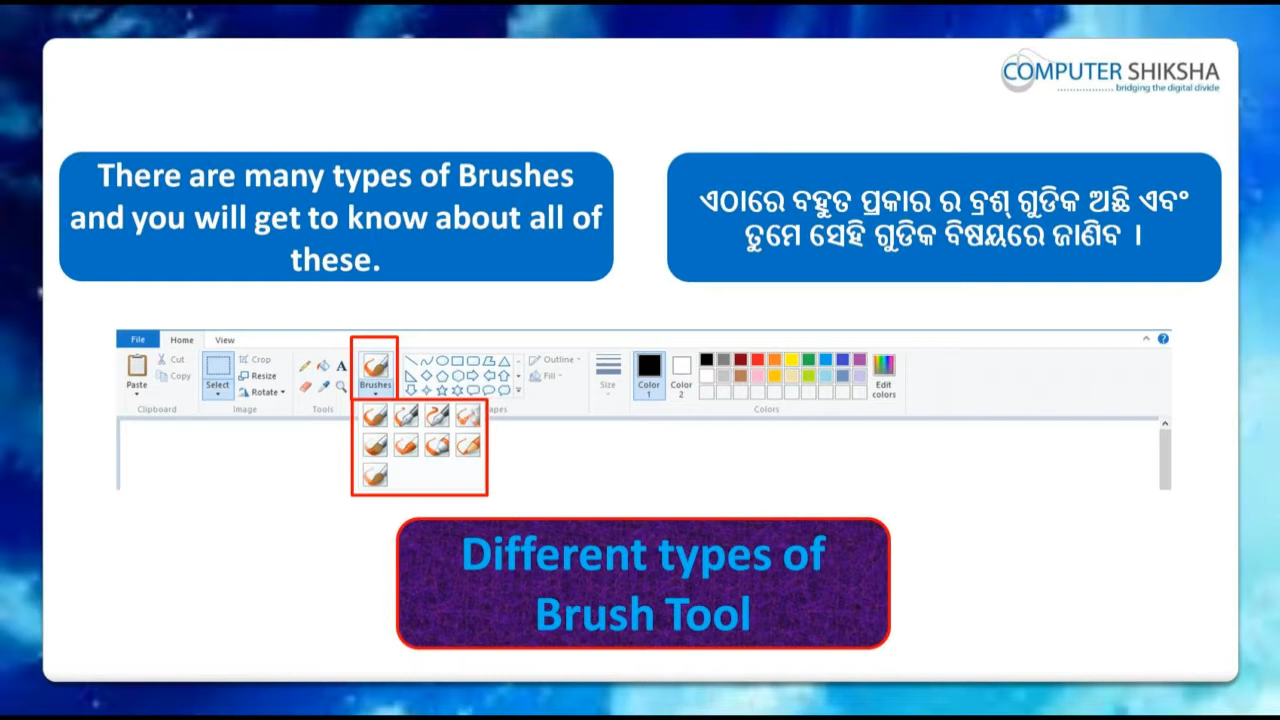 COMPUTER SHIKSHA
bridging the digital divide
There are many types of Brushes
and you will get to know about all of
these.
ଏଠାରେ ବହୁତ ପ୍ରକାର ର ବ୍ରଶ୍ ଗୁଡିକ ଅଛି ଏବଂ
ତୁମେ ସେହି ଗୁଡିକ ବିଷୟରେ ଜାଣିବ ।
File Home View
Cut Crop Outline
Copy Resize Fill
Paste Select Rotate Brushes Size Color 1 Color 2 Edit colors
Clipboard Image Tools apes Colors
Different types of
Brush Tool